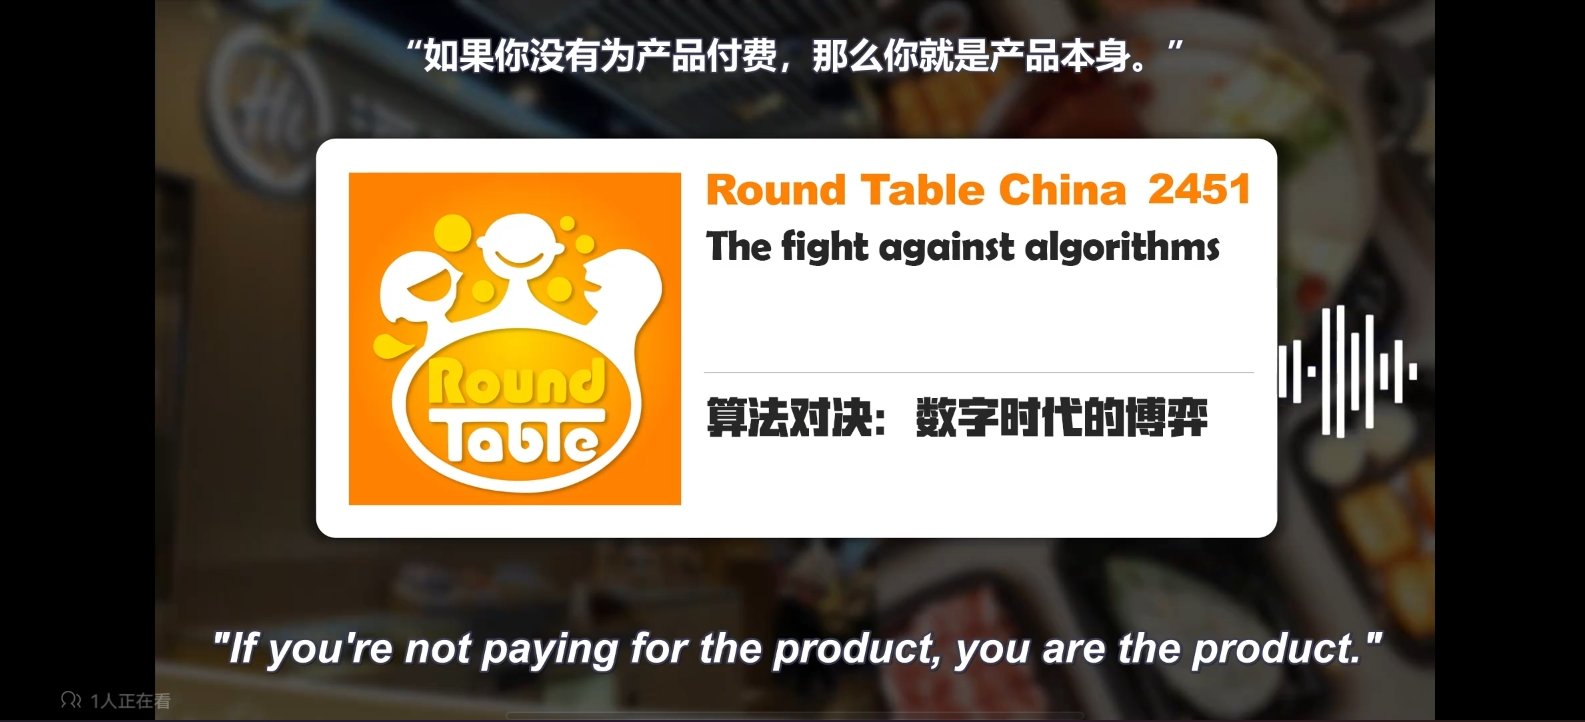 “如果你没有为产品付费，那么你就是产品本身。”
Round Table China 2451
The fight against algorithms
Round
Table
算法对决：数字时代的博弈
"If you're not paying for the product, you are the product."
1人正在看